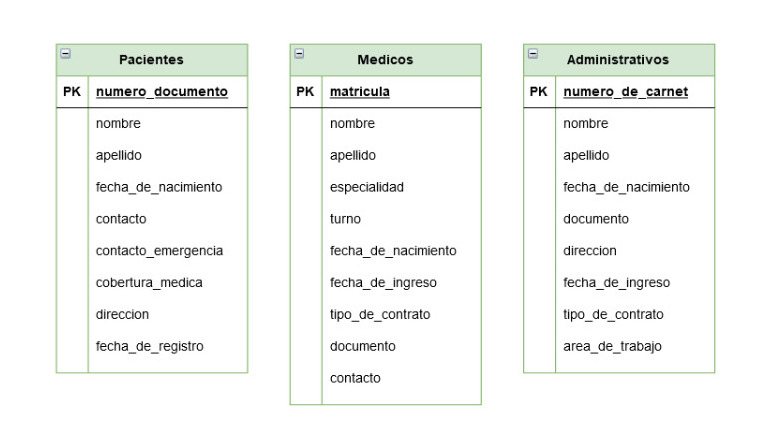 Pacientes
PK numero_documento
nombre
apellido
fecha_de_nacimiento
contacto
contacto_emergencia
cobertura_medica
direccion
fecha_de_registro
Medicos
PK matricula
nombre
apellido
especialidad
turno
fecha_de_nacimiento
fecha_de_ingreso
tipo_de_contrato
documento
contacto
Administrativos
PK numero_de_carnet
nombre
apellido
fecha_de_nacimiento
documento
direccion
fecha_de_ingreso
tipo_de_contrato
area_de_trabajo